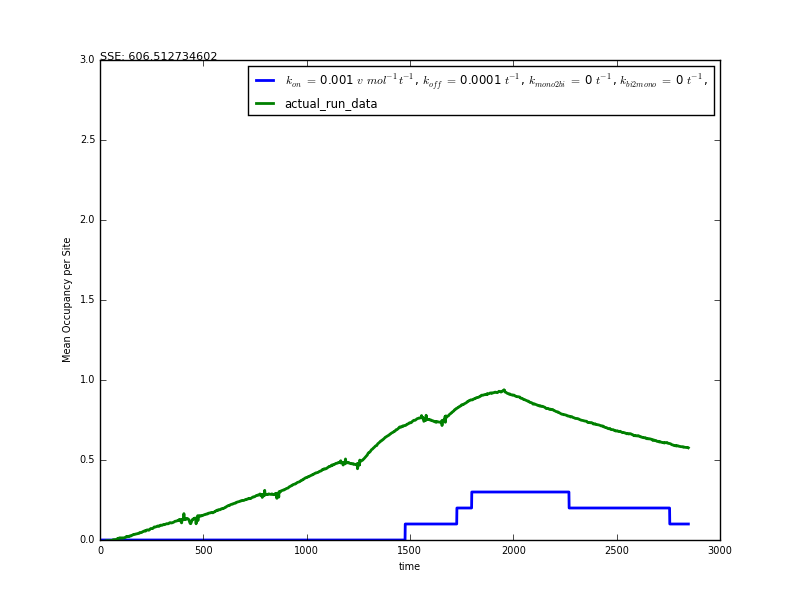 SSE: 606.512734602
k_on = 0.001 v mol^−1 t^−1, k_off = 0.0001 t^−1, k_mono2bi = 0 t^−1, k_bi2mono = 0 t^−1,
actual_run_data
3.0
2.5
2.0
1.5
1.0
0.5
0.0
Mean Occupancy per Site
0 500 1000 1500 2000 2500 3000
time